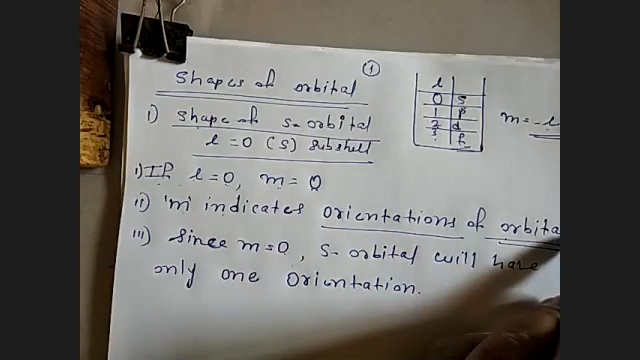 1
Shapes of orbital
i) Shape of s-orbital
l = 0 (s) subshell
l
0 s
1 p
2 d
3 f
m = -l
i) If l = 0, m = 0
ii) 'm' indicates orientations of orbita
iii) Since m = 0, s-orbital will have
only one orientation.